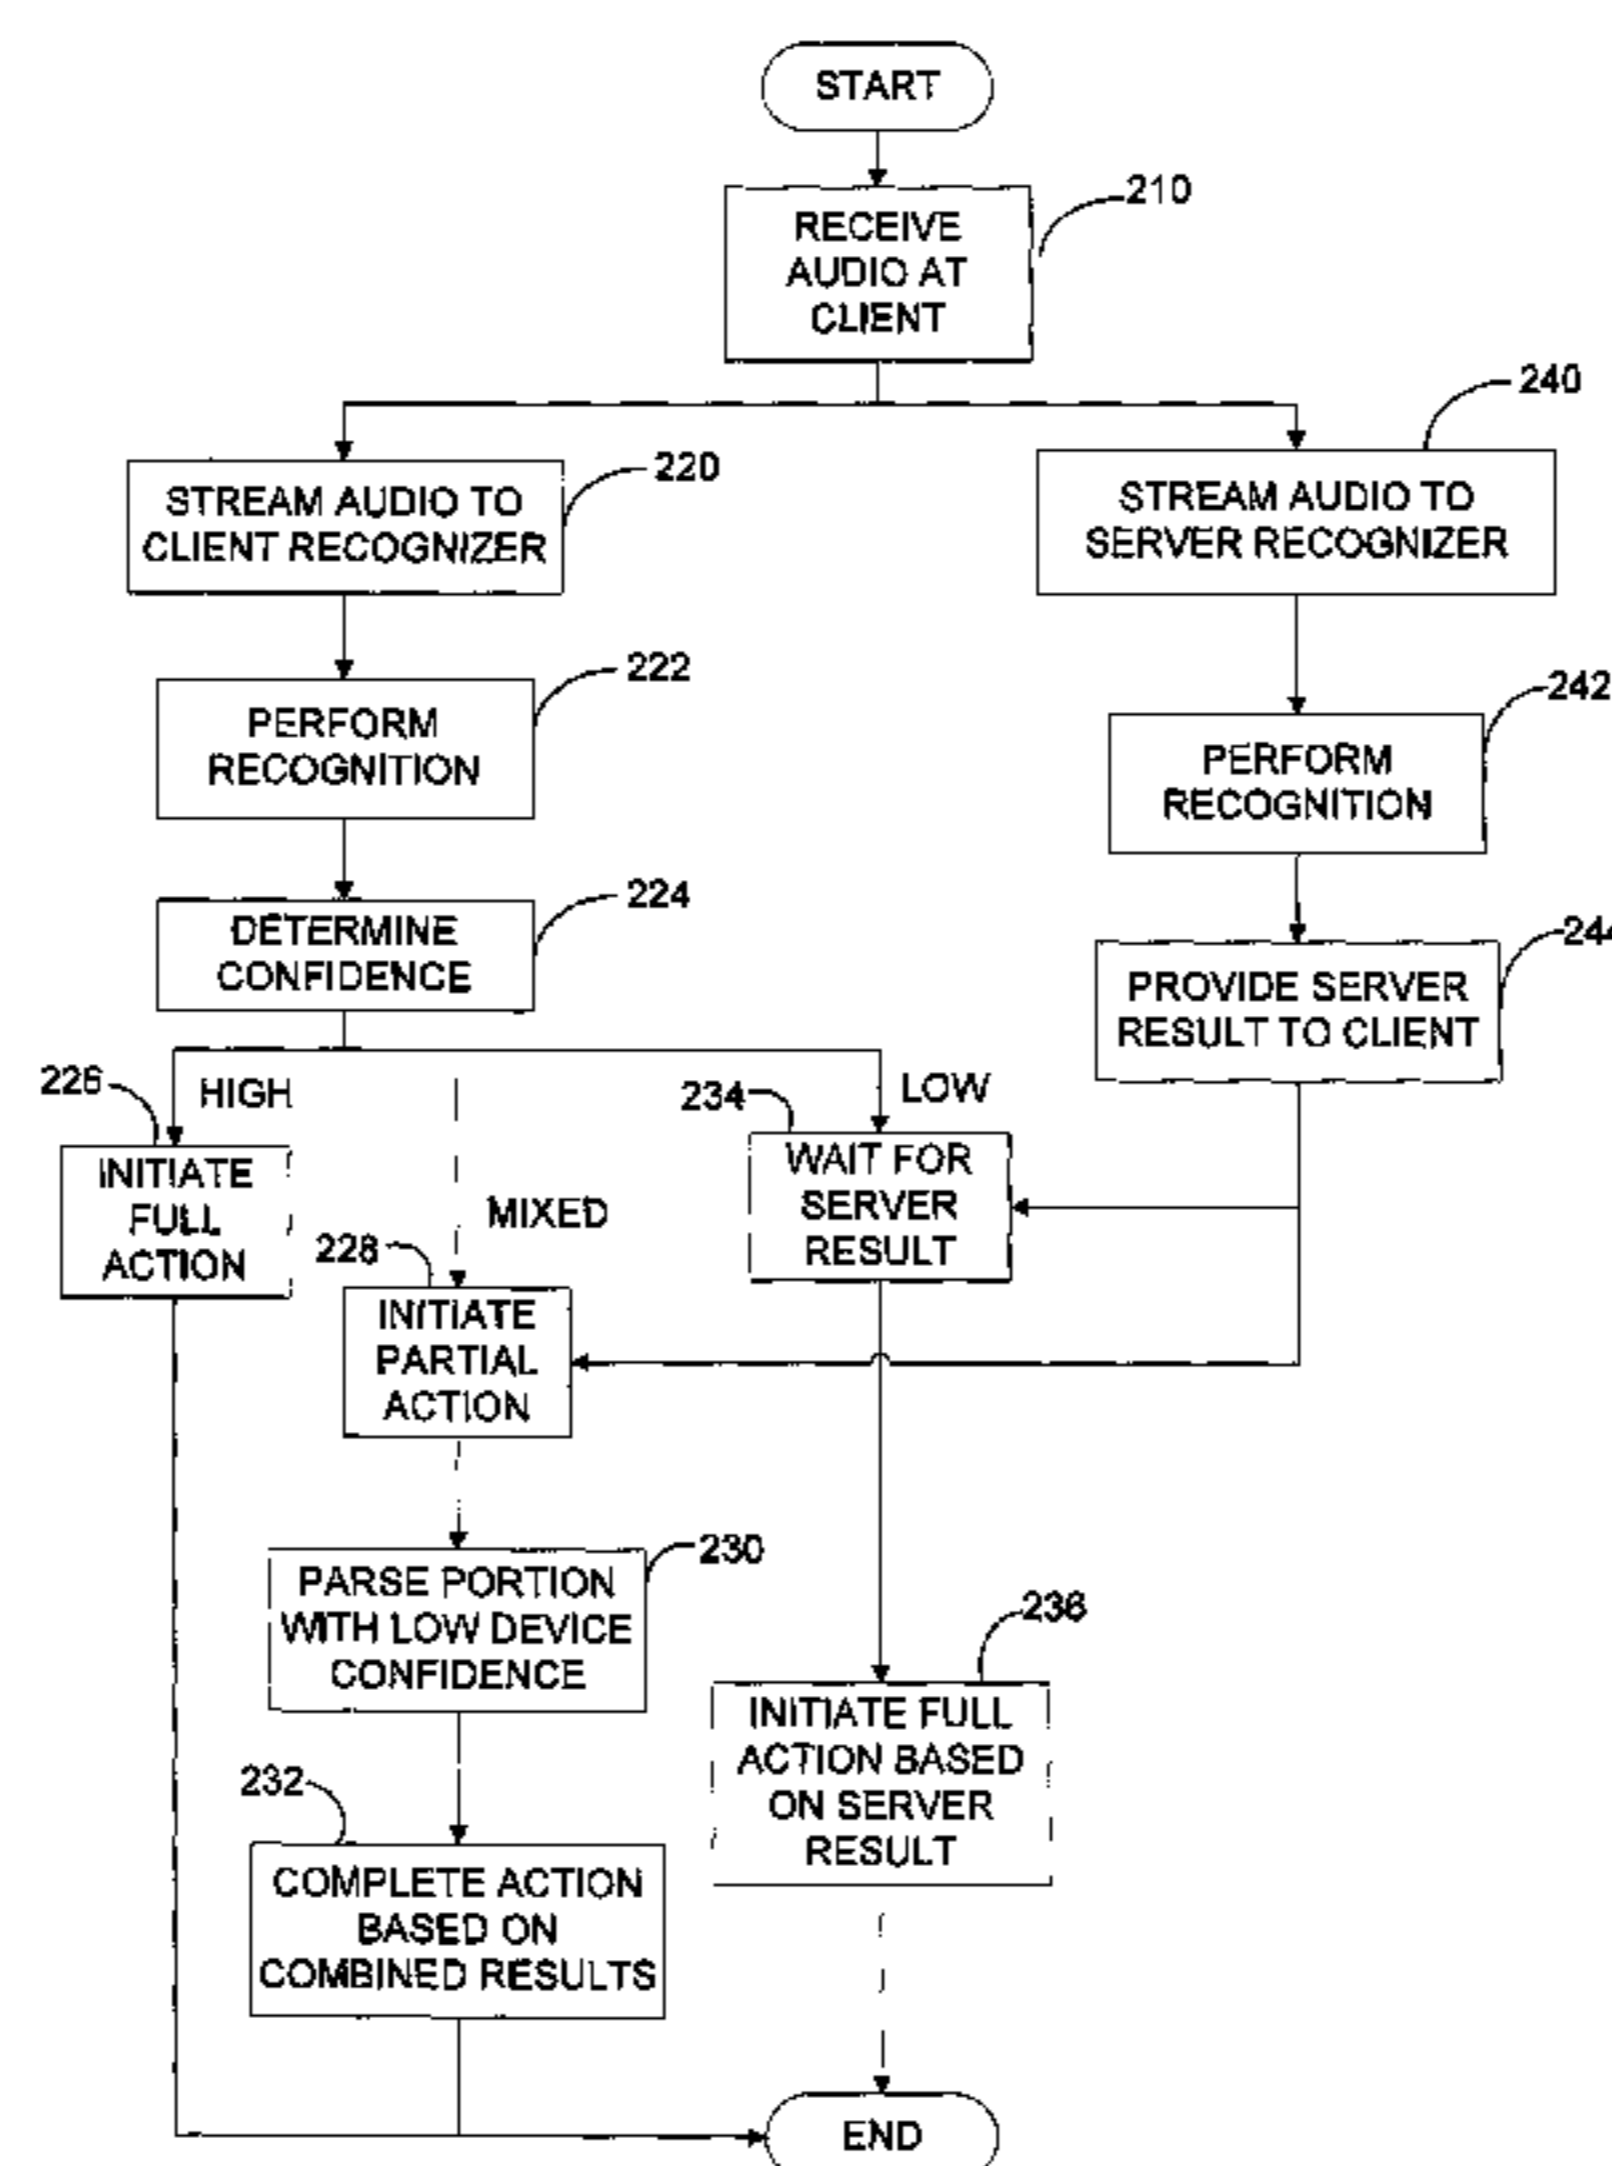 START
210
RECEIVE
AUDIO AT
CLIENT
240
220
STREAM AUDIO TO
CLIENT RECOGNIZER
STREAM AUDIO TO
SERVER RECOGNIZER
222
PERFORM
RECOGNITION
242
PERFORM
RECOGNITION
224
DETERMINE
CONFIDENCE
244
PROVIDE SERVER
RESULT TO CLIENT
226
HIGH
234
LOW
INITIATE
FULL
ACTION
WAIT FOR
SERVER
RESULT
MIXED
228
INITIATE
PARTIAL
ACTION
230
PARSE PORTION
WITH LOW DEVICE
CONFIDENCE
236
INITIATE FULL
ACTION BASED
ON SERVER
RESULT
232
COMPLETE ACTION
BASED ON
COMBINED RESULTS
END